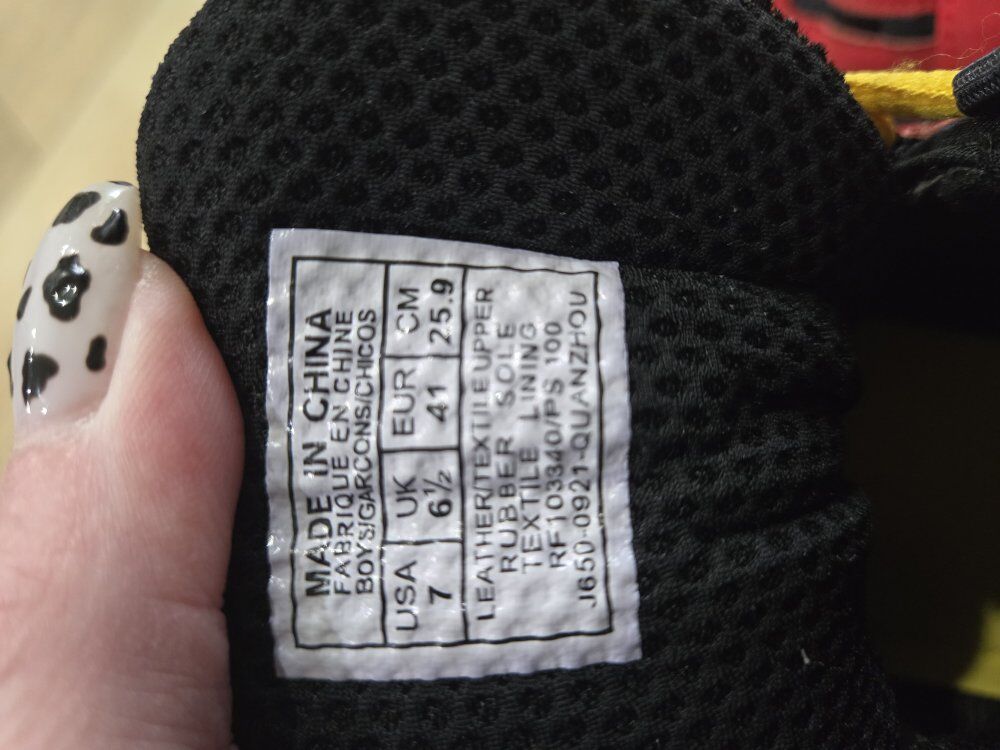 MADE IN CHINA
FABRIQUE EN CHINE
BOYS/GARCONS/CHICOS
USA UK EUR CM
7 6½ 41 25.9
LEATHER/TEXTILE UPPER
RUBBER SOLE
TEXTILE LINING
RF103340/PS 100
J650-0921-QUANZHOU